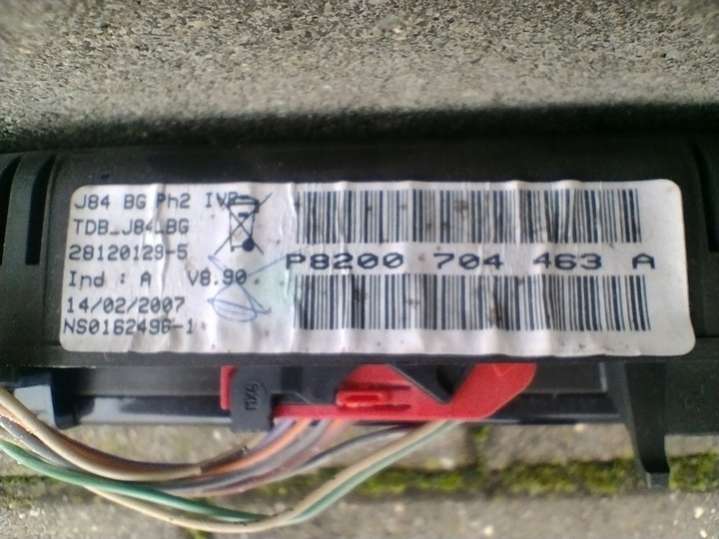 J84 BG Ph2 IVP
TDB_J84_BG
28120129-5
Ind : A V8.90
14/02/2007
NS0162496-1
P8200 704 463 A